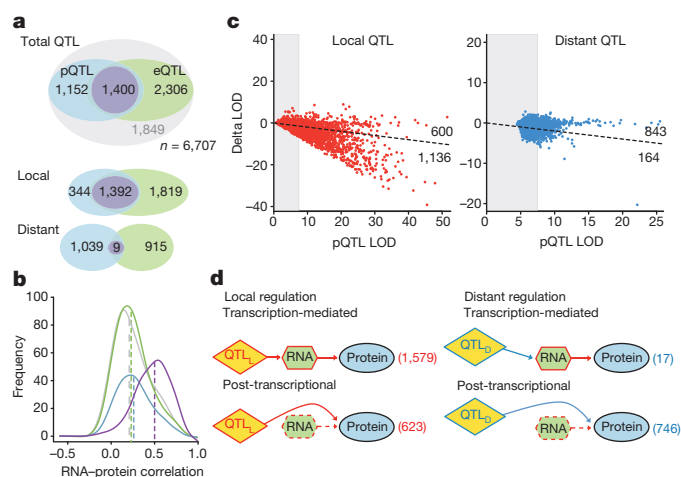 a
Total QTL
pQTL eQTL
1,152 1,400 2,306
1,849
n = 6,707
Local
344 1,392 1,819
Distant
1,039 9 915
b
100
80
60
40
20
0
Frequency
–0.5 0.0 0.5 1.0
RNA–protein correlation
c
Local QTL
40
20
0
–20
–40
Delta LOD
600
1,136
0 10 20 30 40 50
pQTL LOD
Distant QTL
20
10
0
–10
–20
843
164
0 5 10 15 20 25
pQTL LOD
d
Local regulation
Transcription-mediated
QTLL RNA Protein (1,579)
Post-transcriptional
QTLL RNA Protein (623)
Distant regulation
Transcription-mediated
QTLD RNA Protein (17)
Post-transcriptional
QTLD RNA Protein (746)